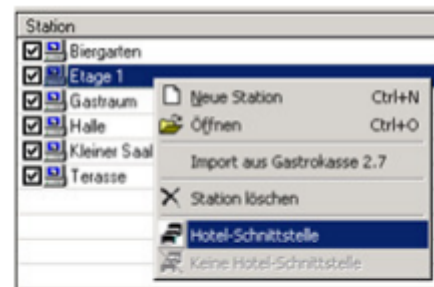 Station
Biergarten
Etage 1
Gastraum
Halle
Kleiner Saal
Terasse
Neue Station Ctrl+N
Öffnen Ctrl+O
Import aus Gastrokasse 2.7
Station löschen
Hotel-Schnittstelle
Keine Hotel-Schnittstelle